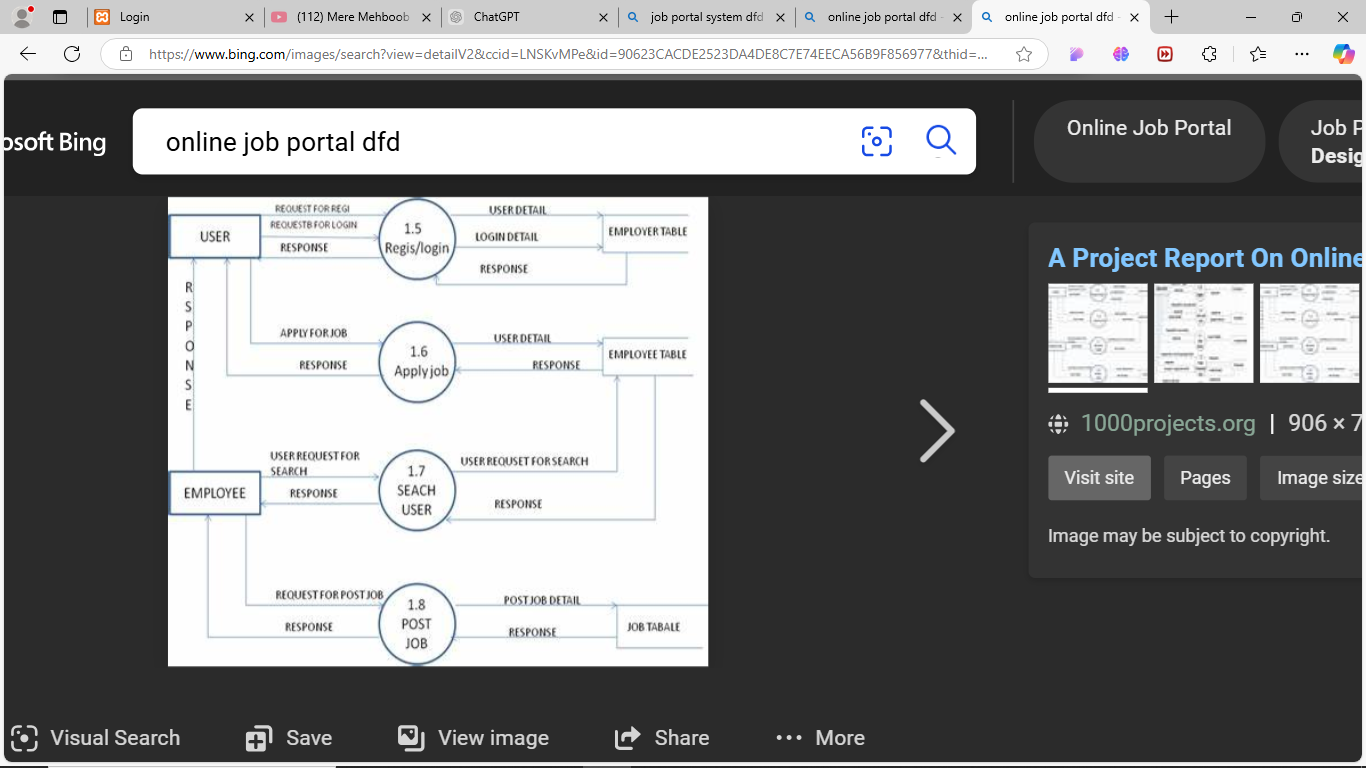 Login
(112) Mere Mehboob
ChatGPT
job portal system dfd
online job portal dfd -
online job portal dfd -
https://www.bing.com/images/search?view=detailV2&ccid=LNSKvMPe&id=90623CACDE2523DA4DE8C7E74EECA56B9F856977&thid=...
osoft Bing
online job portal dfd
Online Job Portal
Job P
Desig
REQUEST FOR REGI
REQUESTB FOR LOGIN
RESPONSE
USER
1.5
Regis/login
USER DETAIL
LOGIN DETAIL
RESPONSE
EMPLOYER TABLE
R
S
P
O
N
S
E
APPLY FOR JOB
RESPONSE
1.6
Apply job
USER DETAIL
RESPONSE
EMPLOYEE TABLE
USER REQUEST FOR
SEARCH
RESPONSE
EMPLOYEE
1.7
SEACH
USER
USER REQUSET FOR SEARCH
RESPONSE
REQUEST FOR POST JOB
RESPONSE
1.8
POST
JOB
POST JOB DETAIL
RESPONSE
JOB TABALE
A Project Report On Online
1000projects.org | 906 × 7
Visit site
Pages
Image size
Image may be subject to copyright.
Visual Search
Save
View image
Share
More